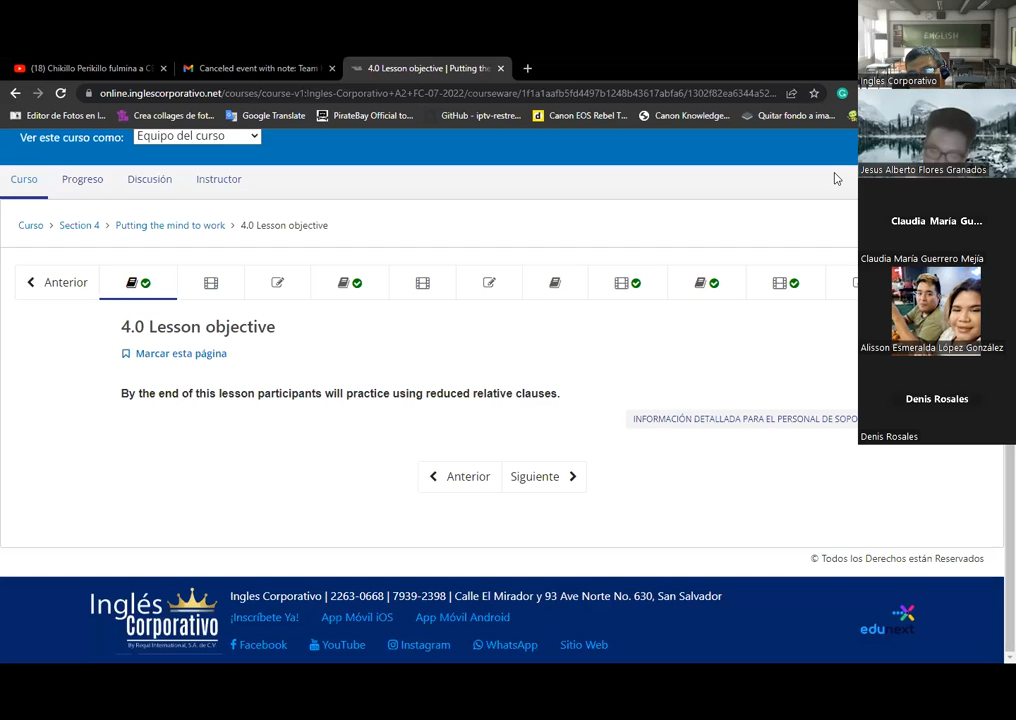 (18) Chikillo Perikillo fulmina a C
Canceled event with note: Team
4.0 Lesson objective | Putting the
online.inglescorporativo.net/courses/course-v1:Ingles-Corporativo+A2+FC-07-2022/courseware/1f1a1aafb5fd4497b1248b43617abfa6/1302f82ea6344a52...
Editor de Fotos en l...
Crea collages de fot...
Google Translate
PirateBay Official to...
GitHub - iptv-restre...
Canon EOS Rebel T...
Canon Knowledge...
Quitar fondo a ima...
Ver este curso como:
Equipo del curso
Curso
Progreso
Discusión
Instructor
Curso > Section 4 > Putting the mind to work > 4.0 Lesson objective
Anterior
4.0 Lesson objective
Marcar esta página
By the end of this lesson participants will practice using reduced relative clauses.
INFORMACIÓN DETALLADA PARA EL PERSONAL DE SOPO
Anterior
Siguiente
© Todos los Derechos están Reservados
Inglés
Corporativo
By Regal International, S.A. de C.V
Ingles Corporativo | 2263-0668 | 7939-2398 | Calle El Mirador y 93 Ave Norte No. 630, San Salvador
¡Inscríbete Ya!
App Móvil iOS
App Móvil Android
Facebook
YouTube
Instagram
WhatsApp
Sitio Web
edunext
ENGLISH
Ingles Corporativo
Jesus Alberto Flores Granados
Claudia María Gu...
Claudia María Guerrero Mejía
Alisson Esmeralda López González
Denis Rosales
Denis Rosales